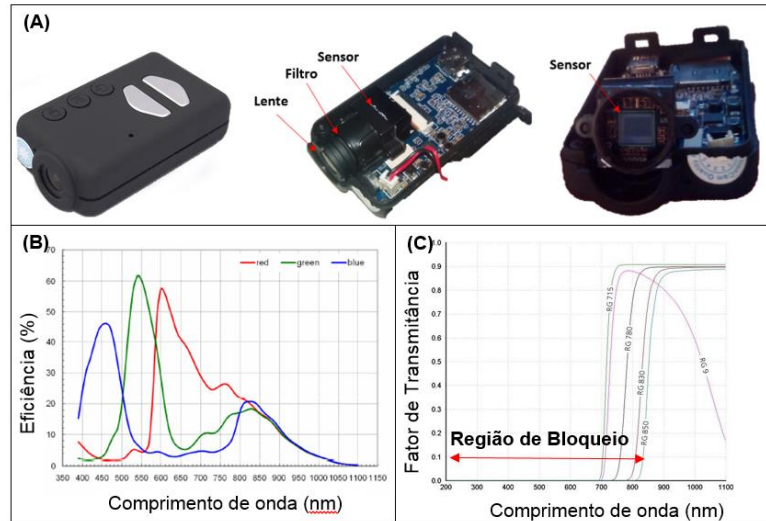 (A)
Sensor
Filtro
Lente
Sensor
(B)
red green blue
Eficiência (%)
70
60
50
40
30
20
10
0
350 400 450 500 550 600 650 700 750 800 850 900 950 1000 1050 1100 1150
Comprimento de onda (nm)
(C)
Fator de Transmitância
1.0
0.9
0.8
0.7
0.6
0.5
0.4
0.3
0.2
0.1
0.0
RG 715
RG 780
RG 830
RG 850
RG 9
Região de Bloqueio
200 300 400 500 600 700 800 900 1000 1100
Comprimento de onda (nm)